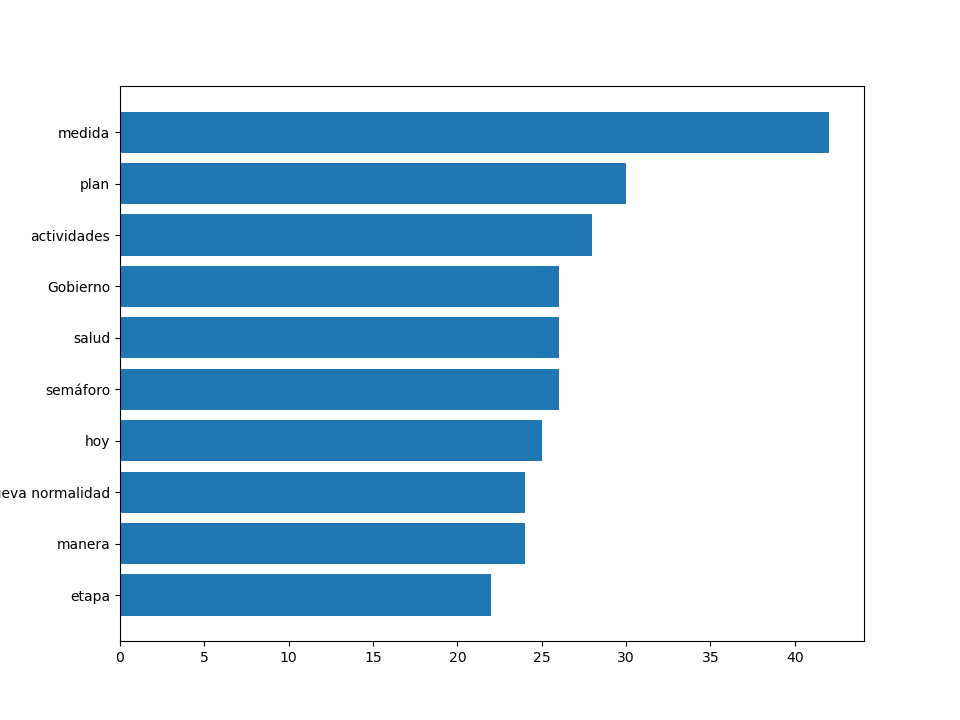 medida
plan
actividades
Gobierno
salud
semáforo
hoy
eva normalidad
manera
etapa
0 5 10 15 20 25 30 35 40